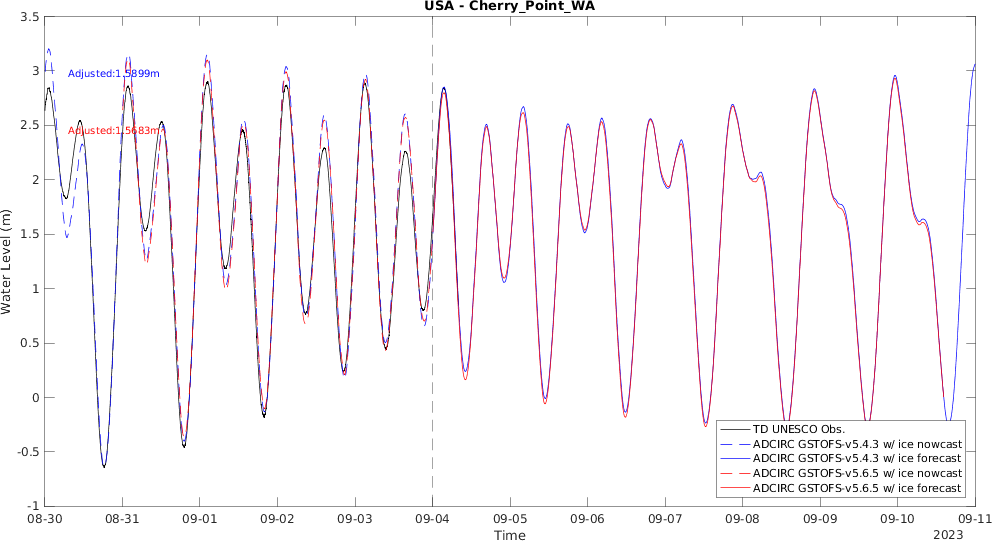 USA - Cherry_Point_WA
3.5
3
2.5
2
1.5
1
0.5
0
-0.5
-1
Water Level (m)
Adjusted:1.5899m
Adjusted:1.5683m
TD UNESCO Obs.
ADCIRC GSTOFS-v5.4.3 w/ ice nowcast
ADCIRC GSTOFS-v5.4.3 w/ ice forecast
ADCIRC GSTOFS-v5.6.5 w/ ice nowcast
ADCIRC GSTOFS-v5.6.5 w/ ice forecast
08-30 08-31 09-01 09-02 09-03 09-04 09-05 09-06 09-07 09-08 09-09 09-10 09-11
Time
2023